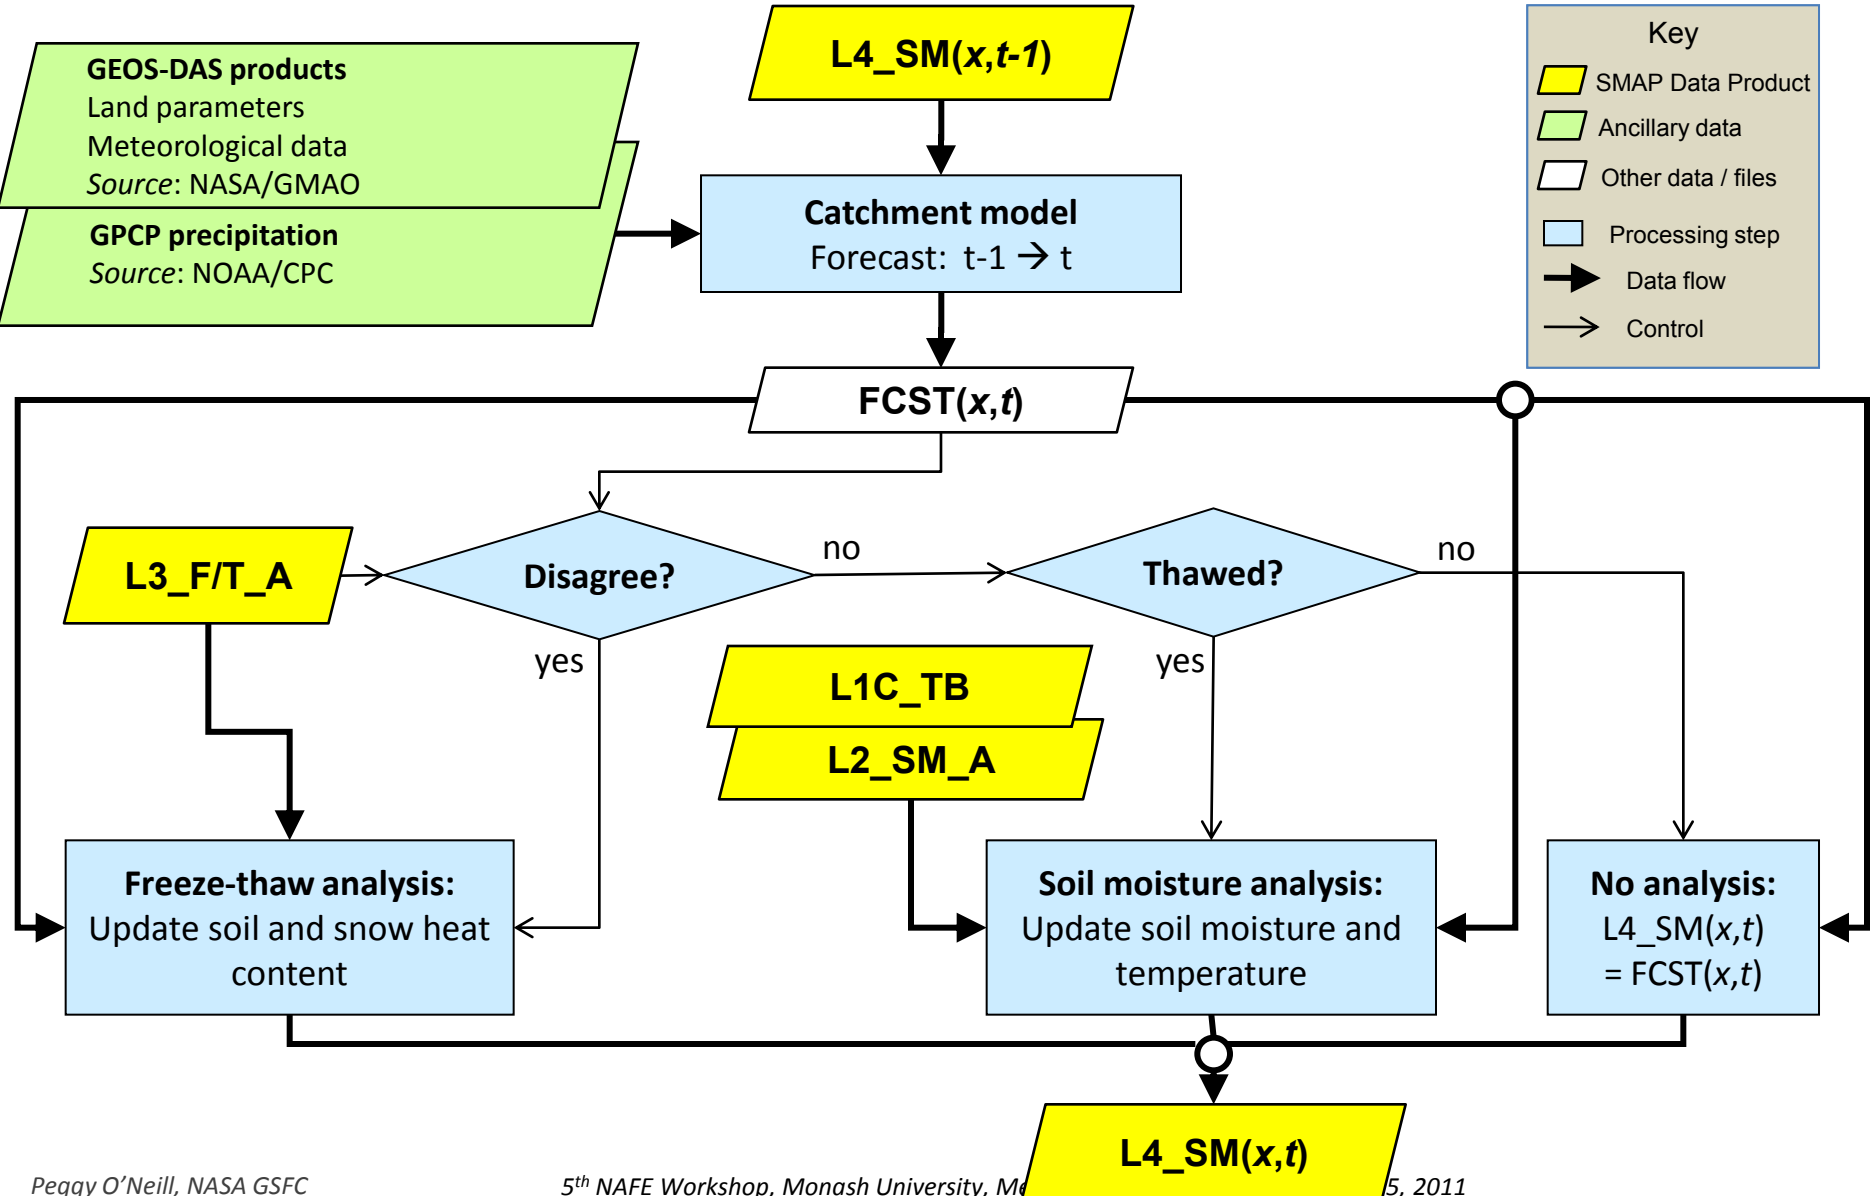 GEOS-DAS products
Land parameters
Meteorological data
Source: NASA/GMAO
GPCP precipitation
Source: NOAA/CPC
L4_SM(x,t-1)
Catchment model
Forecast: t-1 → t
Key
SMAP Data Product
Ancillary data
Other data / files
Processing step
Data flow
Control
FCST(x,t)
L3_F/T_A
Disagree?
no
Thawed?
no
yes
yes
L1C_TB
L2_SM_A
Freeze-thaw analysis:
Update soil and snow heat
content
Soil moisture analysis:
Update soil moisture and
temperature
No analysis:
L4_SM(x,t)
= FCST(x,t)
L4_SM(x,t)
Peggy O'Neill, NASA GSFC
5th NAFE Workshop, Monash University, 5, 2011